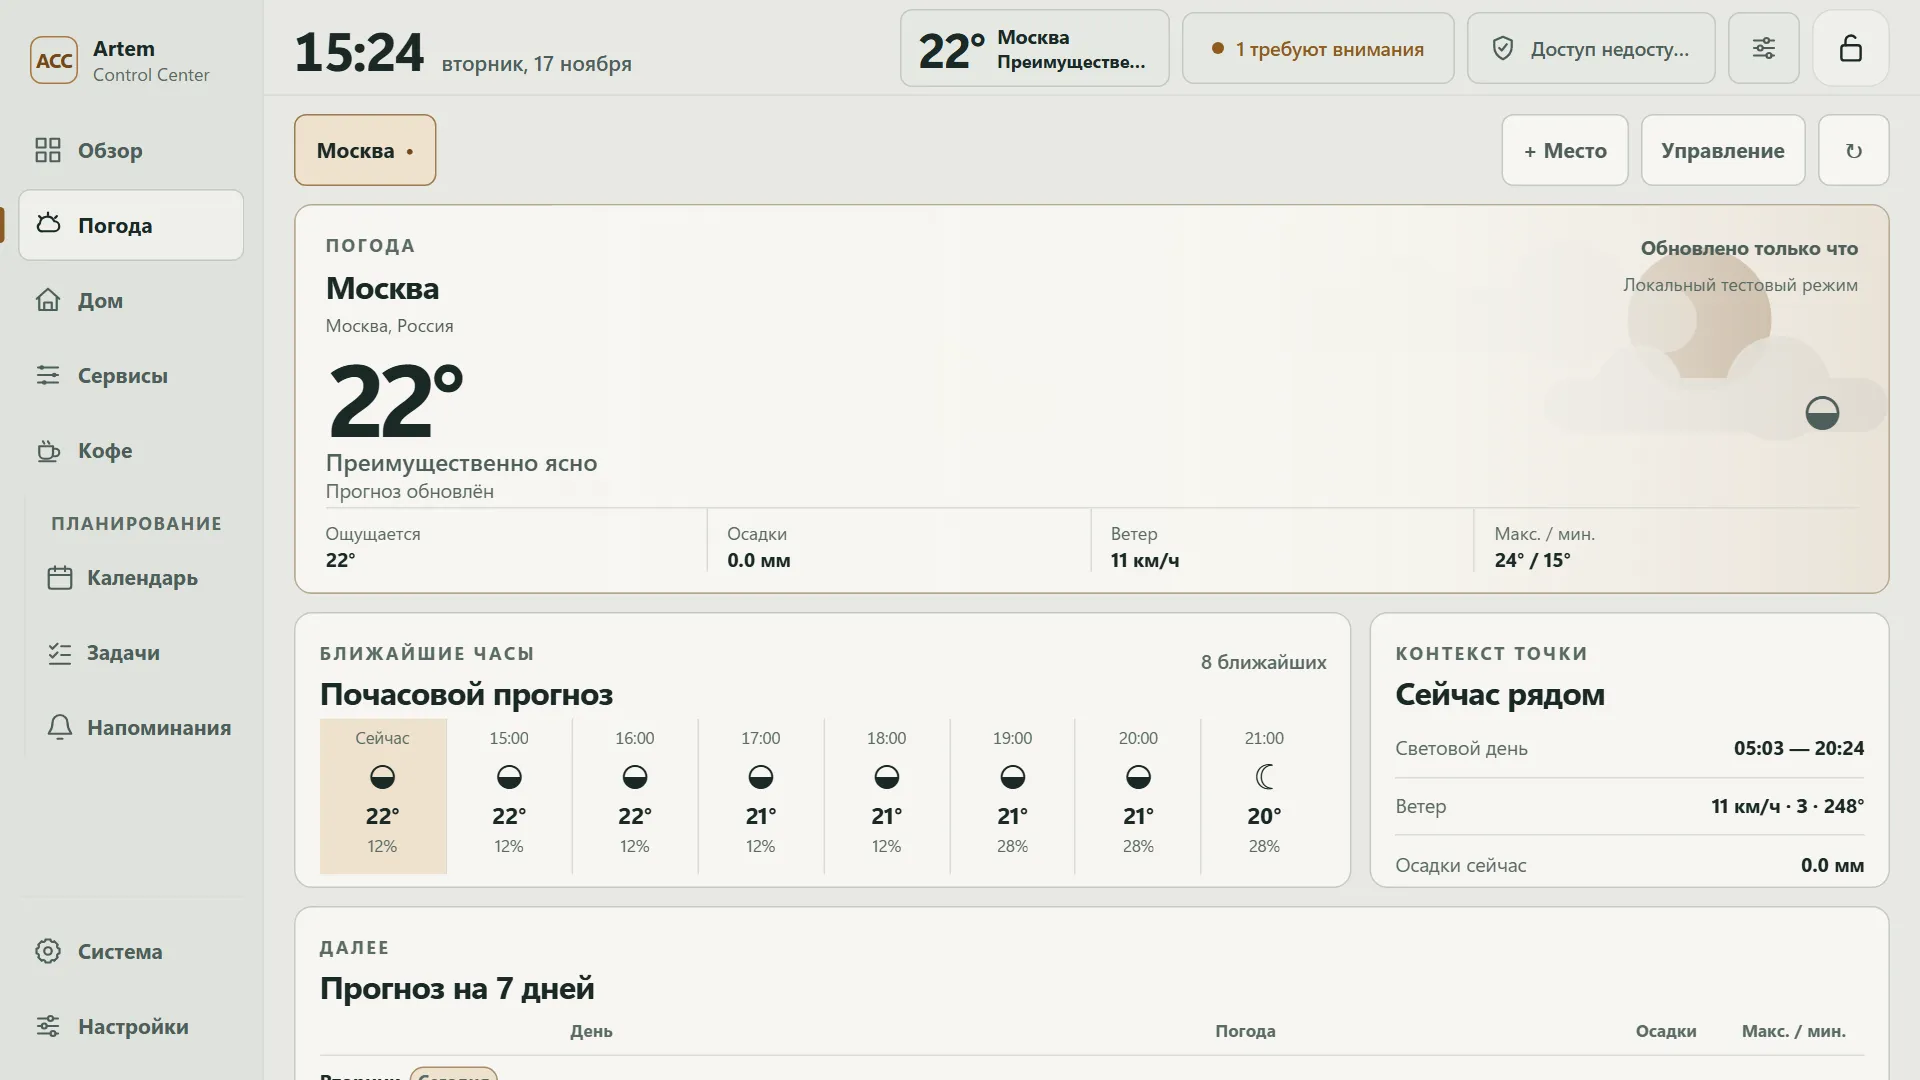 ACC
Artem
Control Center
Обзор
Погода
Дом
Сервисы
Кофе
ПЛАНИРОВАНИЕ
Календарь
Задачи
Напоминания
Система
Настройки
15:24
вторник, 17 ноября
22°
Москва
Преимуществе...
1 требуют внимания
Доступ недосту...
Москва •
+ Место
Управление
↻
ПОГОДА
Москва
Москва, Россия
22°
Преимущественно ясно
Прогноз обновлён
Обновлено только что
Локальный тестовый режим
Ощущается
22°
Осадки
0.0 мм
Ветер
11 км/ч
Макс. / мин.
24° / 15°
БЛИЖАЙШИЕ ЧАСЫ
Почасовой прогноз
8 ближайших
Сейчас
22°
12%
15:00
22°
12%
16:00
22°
12%
17:00
21°
12%
18:00
21°
12%
19:00
21°
28%
20:00
21°
28%
21:00
20°
28%
КОНТЕКСТ ТОЧКИ
Сейчас рядом
Световой день 05:03 — 20:24
Ветер 11 км/ч · 3 · 248°
Осадки сейчас 0.0 мм
ДАЛЕЕ
Прогноз на 7 дней
День Погода Осадки Макс. / мин.
Вторник Сегодня